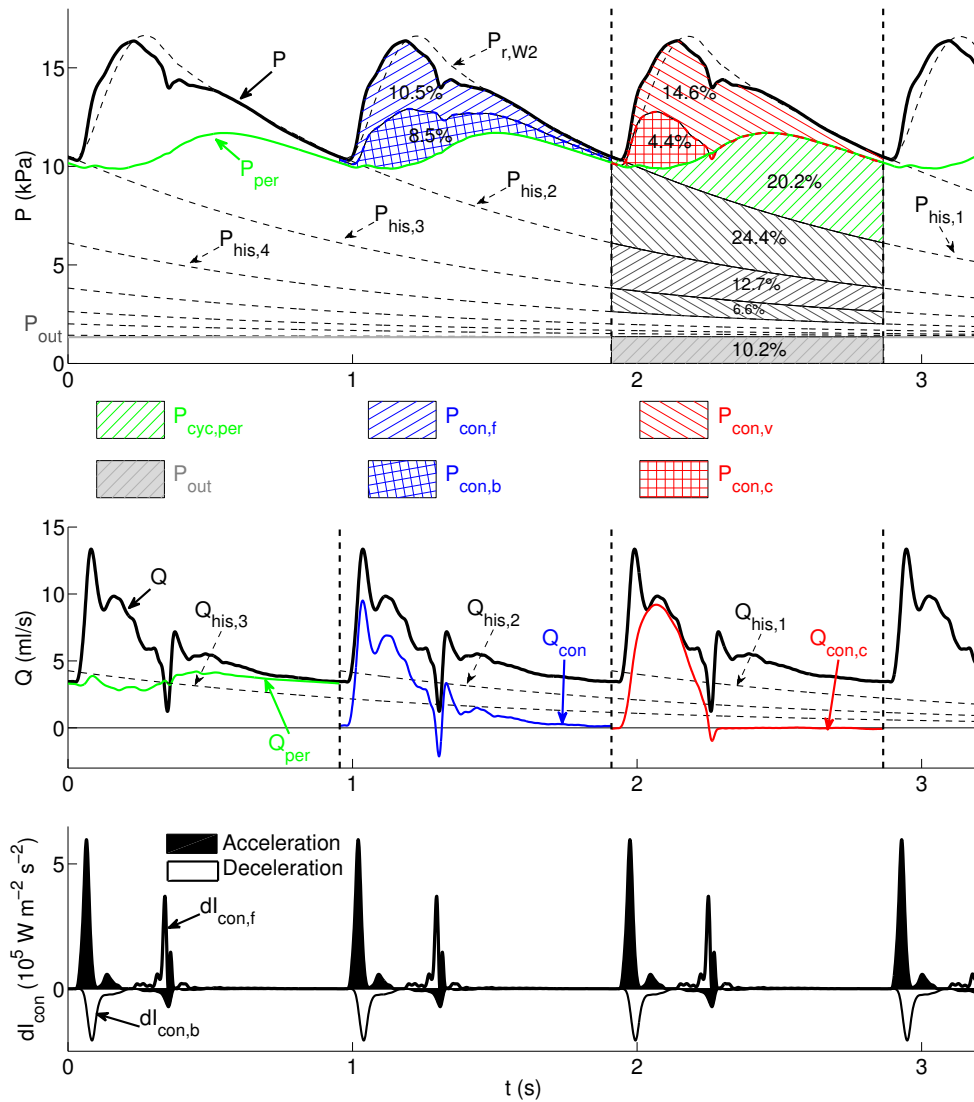 P (kPa)
15
10
5
0
P
P_per
P_r,W2
10.5%
8.5%
14.6%
4.4%
20.2%
24.4%
12.7%
6.6%
10.2%
P_his,4
P_his,3
P_his,2
P_his,1
P_out
0 1 2 3
P_cyc,per P_con,f P_con,v
P_out P_con,b P_con,c
Q (ml/s)
15
10
5
0
Q
Q_his,3
Q_his,2
Q_his,1
Q_per
Q_con
Q_con,c
0 1 2 3
dI_con (10^5 W m^−2 s^−2)
5
0
Acceleration
Deceleration
dI_con,f
dI_con,b
0 1 2 3
t (s)